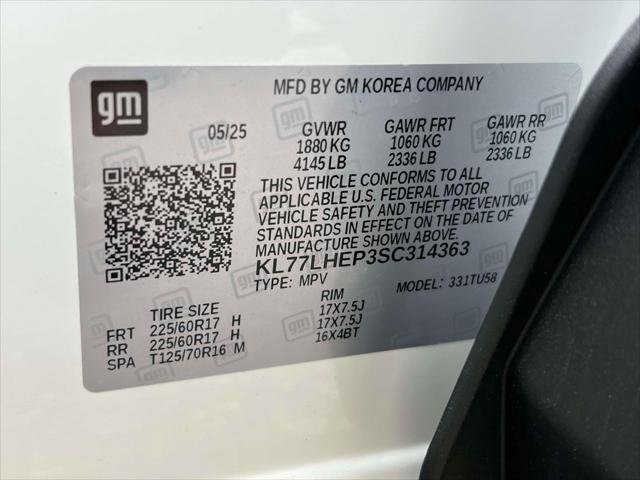 gm
MFD BY GM KOREA COMPANY
05/25 GVWR GAWR FRT GAWR RR
1880 KG 1060 KG 1060 KG
4145 LB 2336 LB 2336 LB
THIS VEHICLE CONFORMS TO ALL
APPLICABLE U.S. FEDERAL MOTOR
VEHICLE SAFETY AND THEFT PREVENTION
STANDARDS IN EFFECT ON THE DATE OF
MANUFACTURE SHOWN ABOVE.
KL77LHEP3SC314363
TYPE: MPV MODEL: 331TU58
TIRE SIZE RIM
FRT 225/60R17 H 17X7.5J
RR 225/60R17 H 17X7.5J
SPA T125/70R16 M 16X4BT